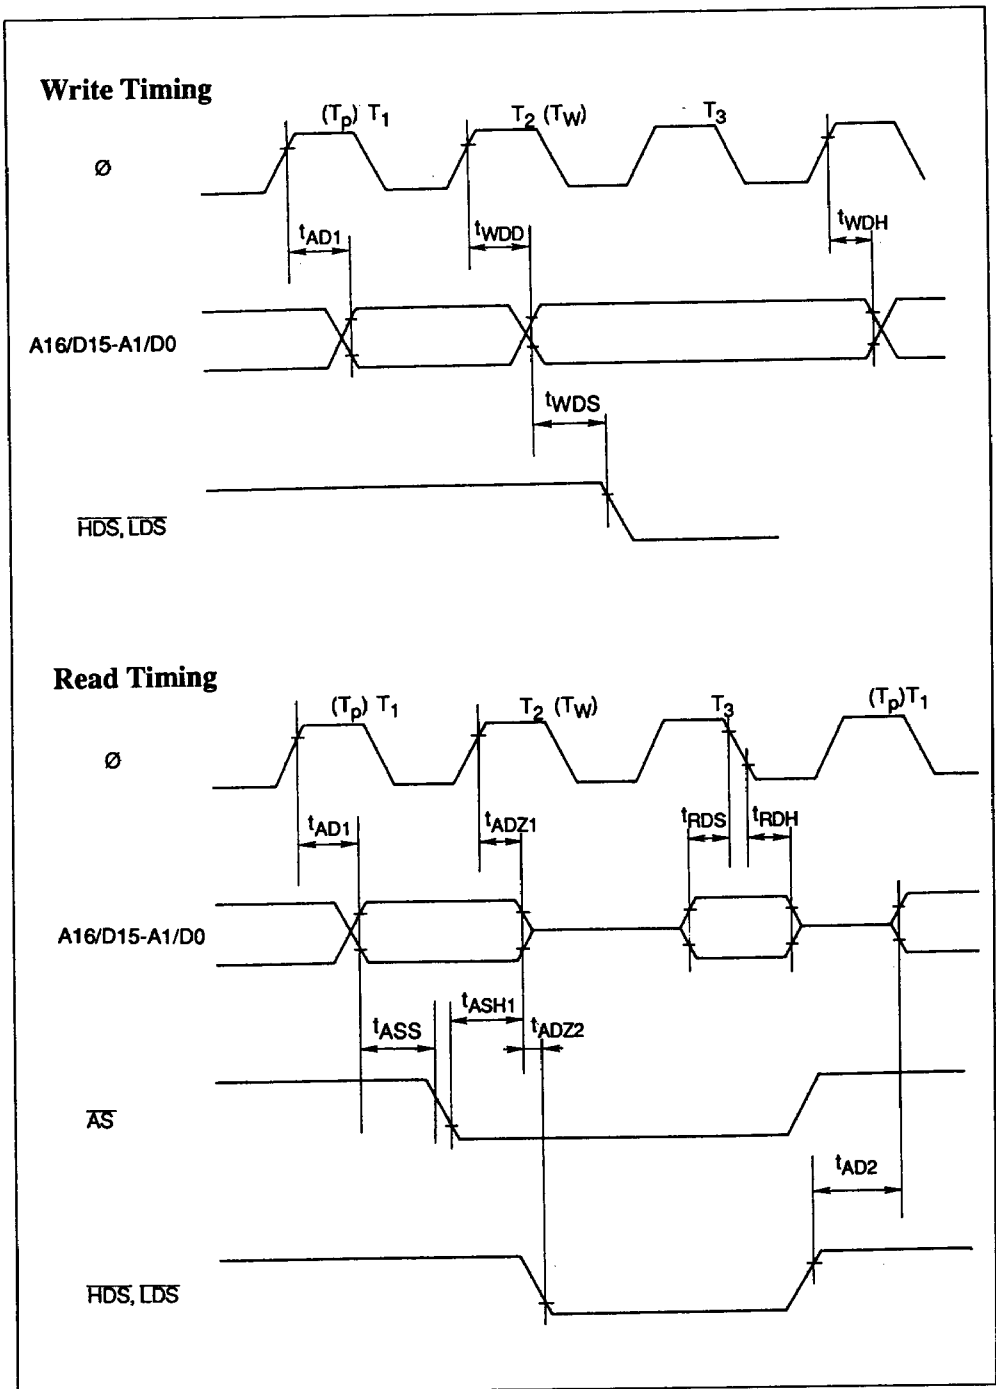 Write Timing
(Tp) T1 T2 (TW) T3
Ø
tAD1 tWDD tWDH
A16/D15-A1/D0
tWDS
HDS, LDS
Read Timing
(Tp) T1 T2 (TW) T3 (Tp)T1
Ø
tAD1 tADZ1 tRDS tRDH
A16/D15-A1/D0
tASS tASH1 tADZ2
AS
tAD2
HDS, LDS